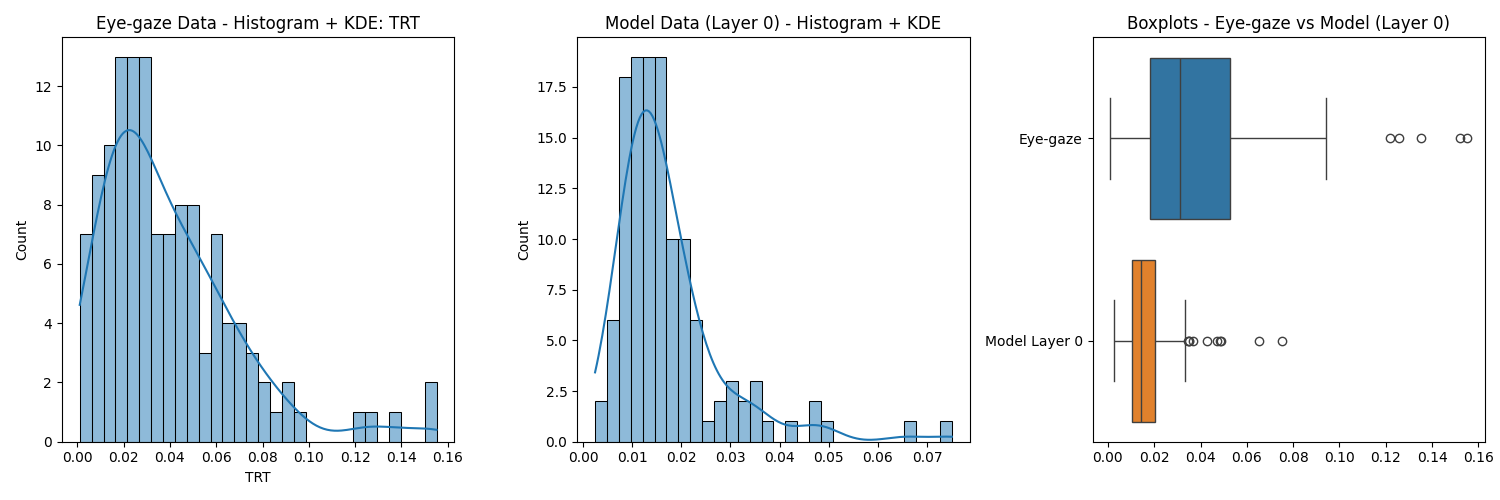 Eye-gaze Data - Histogram + KDE: TRT
12
10
8
6
4
2
0
Count
0.00 0.02 0.04 0.06 0.08 0.10 0.12 0.14 0.16
TRT
Model Data (Layer 0) - Histogram + KDE
17.5
15.0
12.5
10.0
7.5
5.0
2.5
0.0
Count
0.00 0.01 0.02 0.03 0.04 0.05 0.06 0.07
Boxplots - Eye-gaze vs Model (Layer 0)
Eye-gaze
Model Layer 0
0.00 0.02 0.04 0.06 0.08 0.10 0.12 0.14 0.16